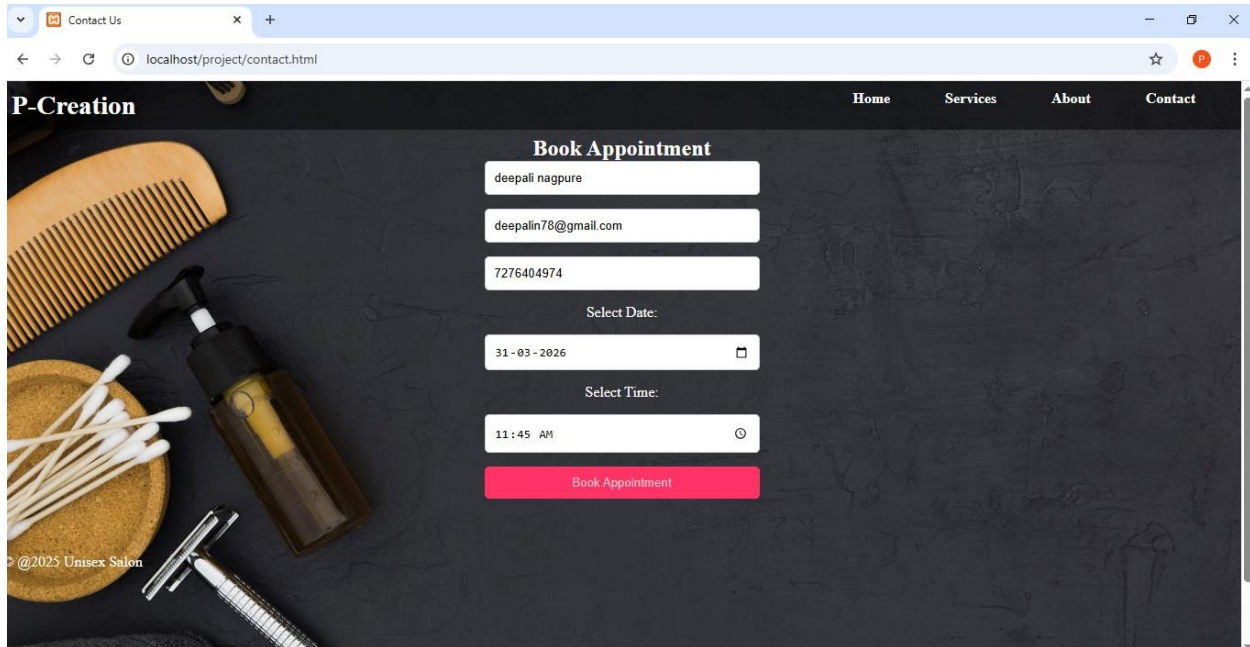 Contact Us
localhost/project/contact.html
P
P-Creation
Home Services About Contact
Book Appointment
deepali nagpure
deepalin78@gmail.com
7276404974
Select Date:
31-03-2026
Select Time:
11:45 AM
Book Appointment
© @2025 Unisex Salon